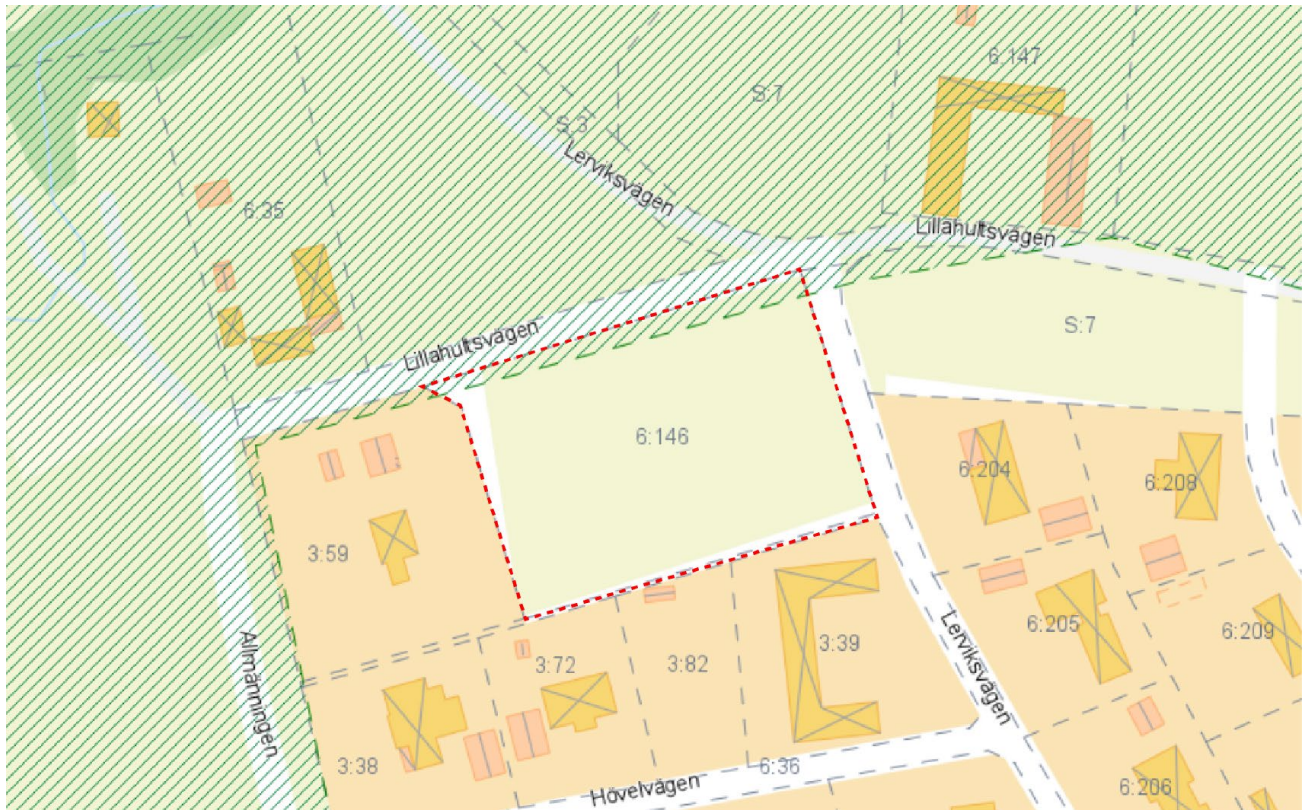 6:147
S:7
S:3
Lerviksvägen
6:35
Lillahultsvägen
S:7
Lillahultsvägen
6:146
6:204
6:208
3:59
Allmänningen
3:72
3:82
3:39
Lerviksvägen
6:205
6:209
3:38
Hövelvägen
6:36
6:206